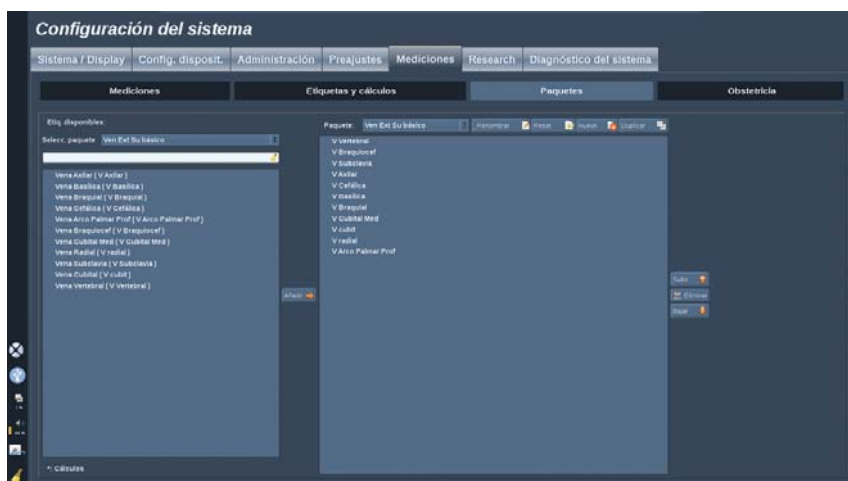 Configuración del sistema
Sistema / Display Config. disposit. Administración Preajustes Mediciones Research Diagnóstico del sistema
Mediciones Etiquetas y cálculos Paquetes Obstetricia
Etiq disponibles:
Selecc. paquete Ven Ext Su básico
Vena Axilar ( V Axilar )
Vena Basílica ( V Basílica )
Vena Braquial ( V Braquial )
Vena Cefálica ( V Cefálica )
Vena Arco Palmar Prof ( V Arco Palmar Prof )
Vena Braquiocef ( V Braquiocef )
Vena Cubital Med ( V Cubital Med )
Vena Radial ( V radial )
Vena Subclavia ( V Subclavia )
Vena Cubital ( V cubit )
Vena Vertebral ( V Vertebral )
*: Cálculos
Añadir
Paquete: Ven Ext Su básico Renombrar Nuevo Duplicar
V Vertebral
V Braquiocef
V Subclavia
V Axilar
V Cefálica
V Basílica
V Braquial
V Cubital Med
V cubit
V radial
V Arco Palmar Prof
Subir
Eliminar
Bajar